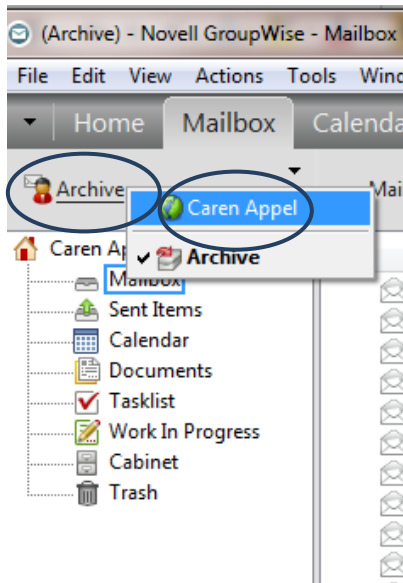 (Archive) - Novell GroupWise - Mailbox
File Edit View Actions Tools
Home Mailbox
Archive
Caren Appel
Archive
Caren
Mailbox
Sent Items
Calendar
Documents
Tasklist
Work In Progress
Cabinet
Trash